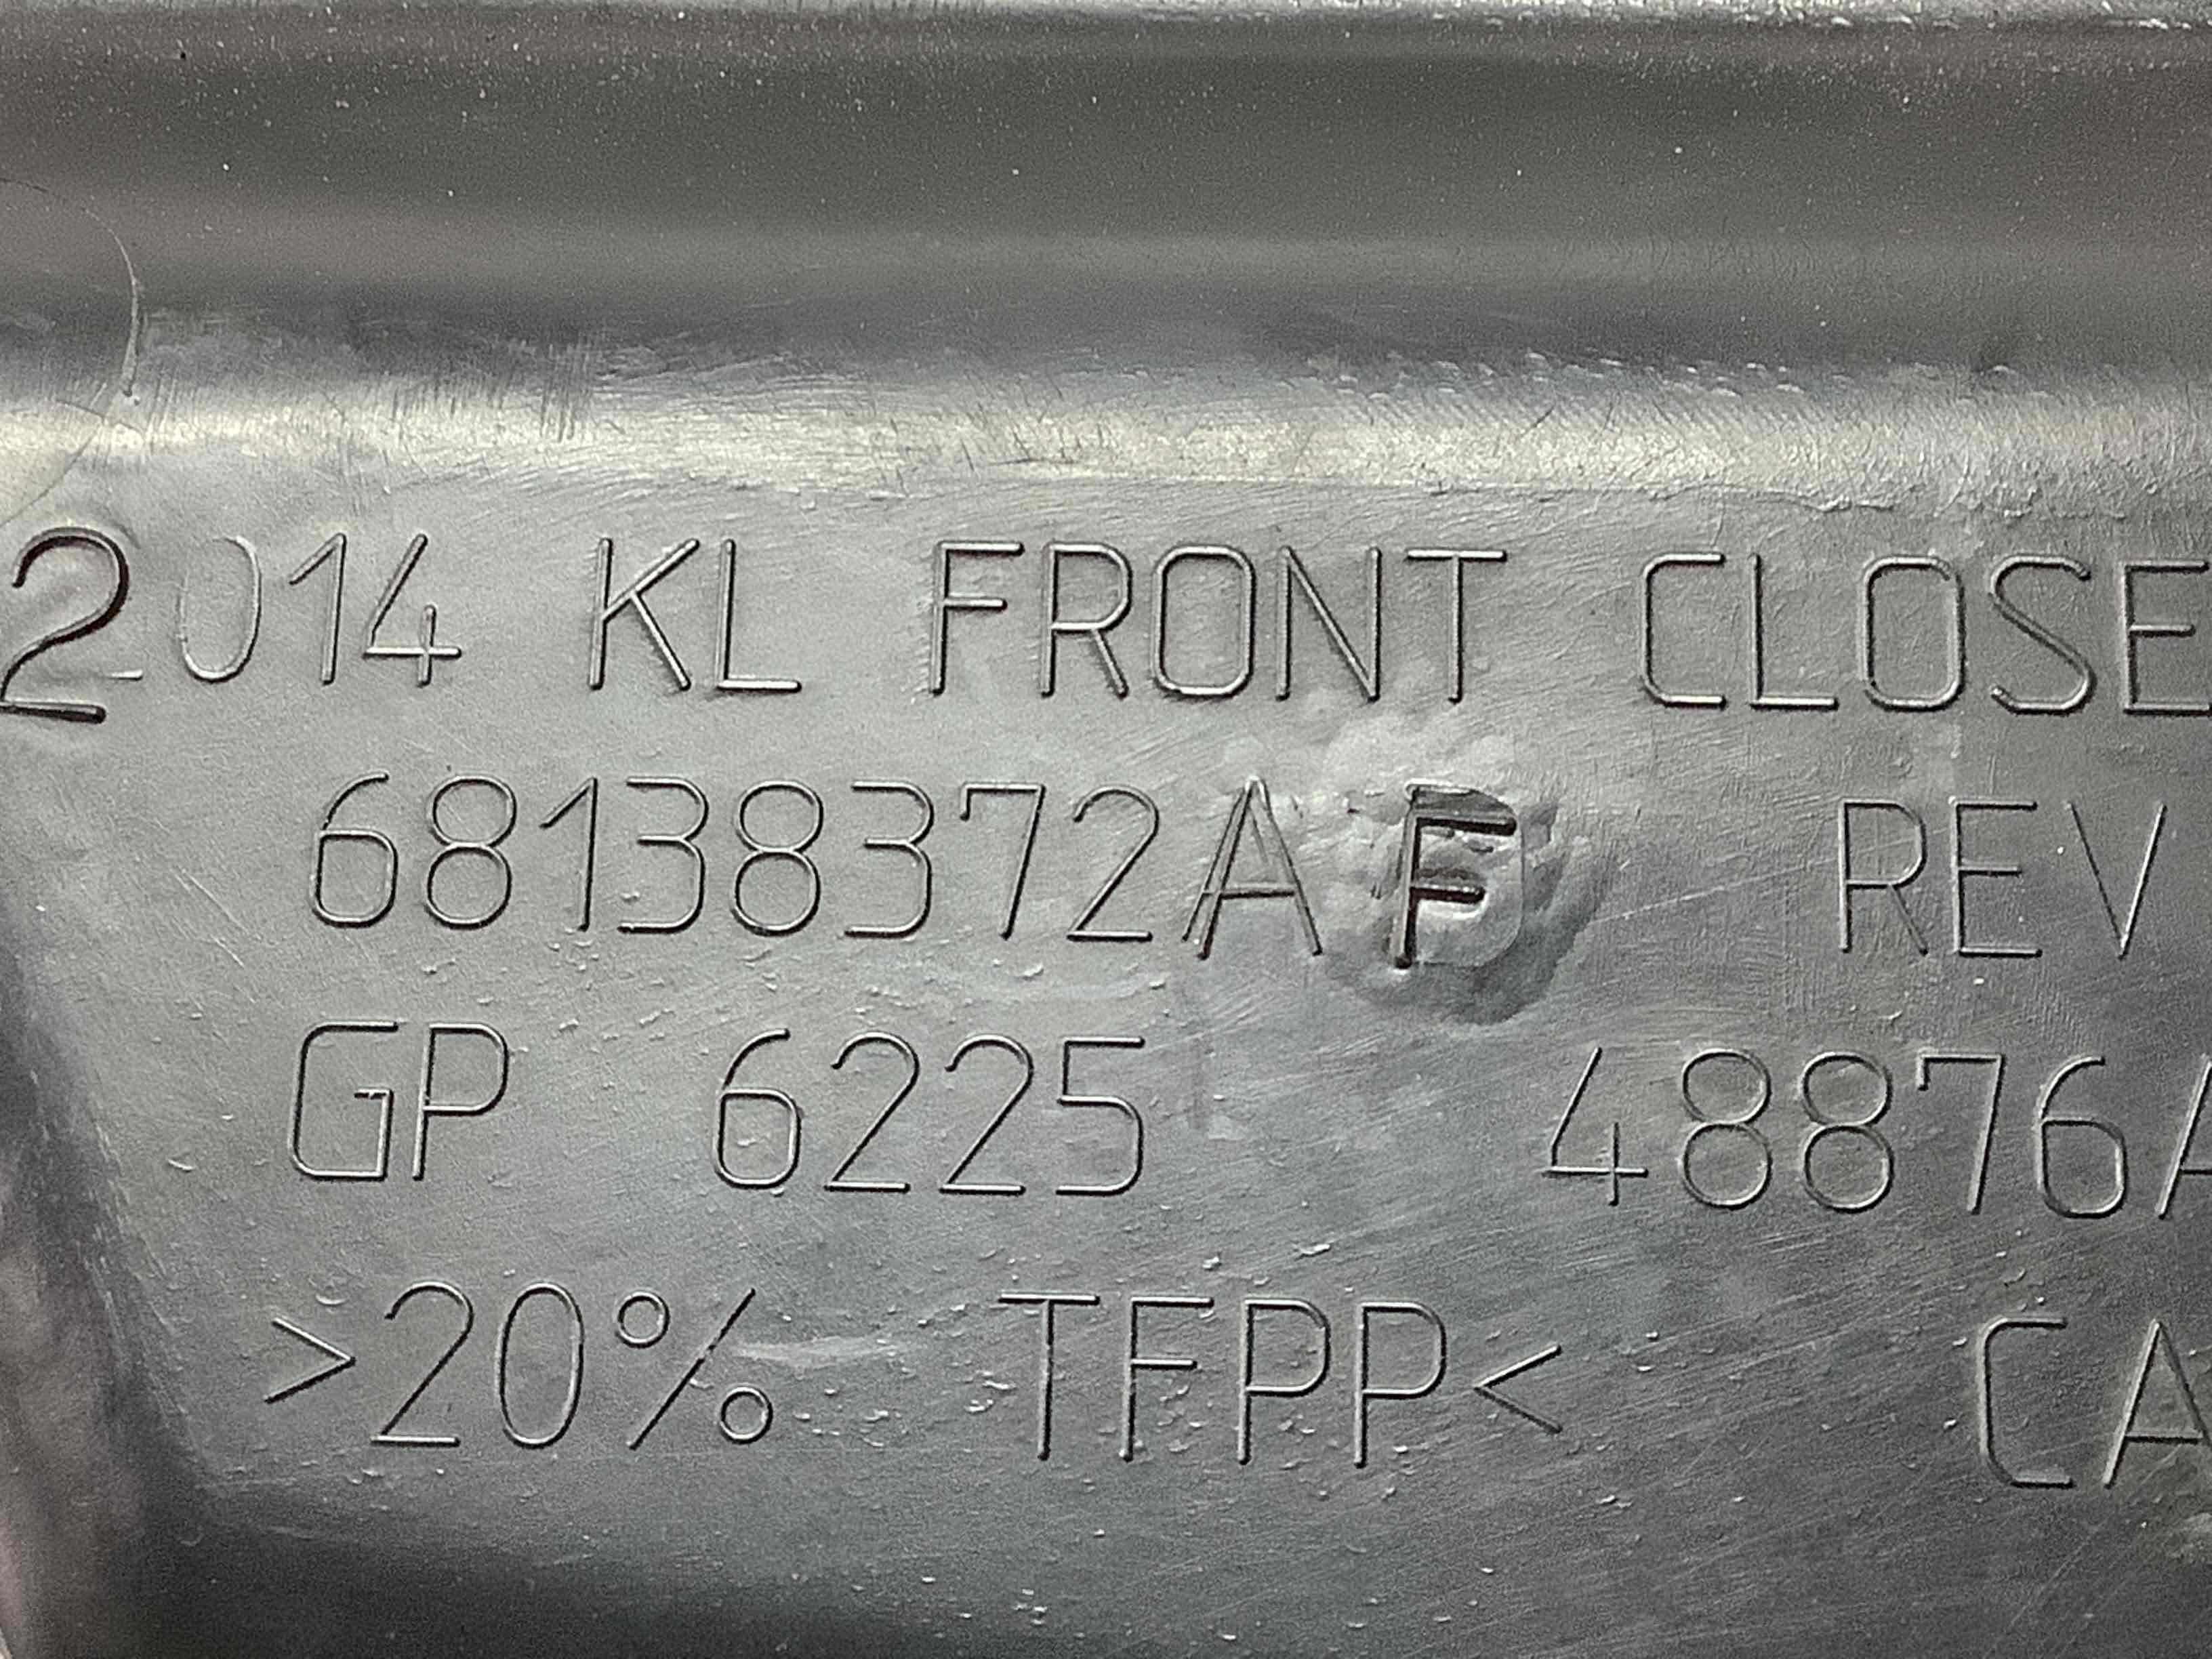 2014 KL FRONT CLOSE
68138372AF REV
GP 6225 48876A
>20% TFPP< CA